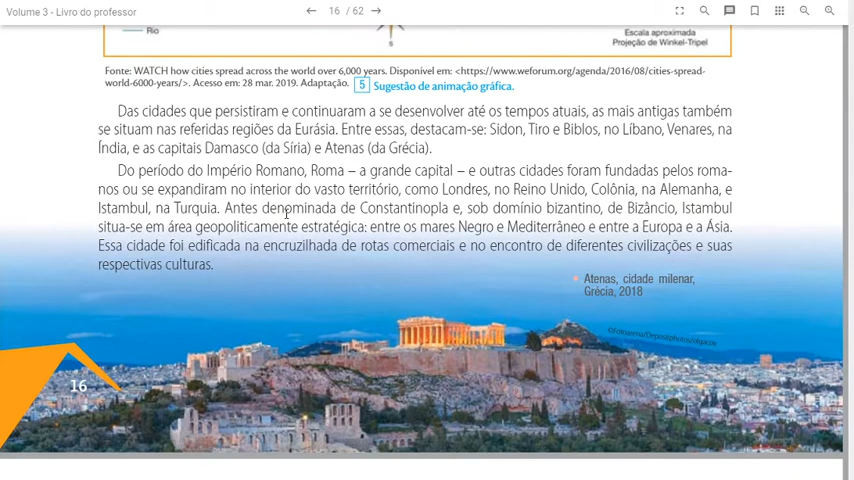 Volume 3 - Livro do professor
16 / 62
Rio
S
Escala aproximada
Projeção de Winkel-Tripel
Fonte: WATCH how cities spread across the world over 6,000 years. Disponível em: <https://www.weforum.org/agenda/2016/08/cities-spread-
world-6000-years/>. Acesso em: 28 mar. 2019. Adaptação. 5 Sugestão de animação gráfica.
Das cidades que persistiram e continuaram a se desenvolver até os tempos atuais, as mais antigas também
se situam nas referidas regiões da Eurásia. Entre essas, destacam-se: Sidon, Tiro e Biblos, no Líbano, Venares, na
Índia, e as capitais Damasco (da Síria) e Atenas (da Grécia).
Do período do Império Romano, Roma – a grande capital – e outras cidades foram fundadas pelos roma-
nos ou se expandiram no interior do vasto território, como Londres, no Reino Unido, Colônia, na Alemanha, e
Istambul, na Turquia. Antes denominada de Constantinopla e, sob domínio bizantino, de Bizâncio, Istambul
situa-se em área geopoliticamente estratégica: entre os mares Negro e Mediterrâneo e entre a Europa e a Ásia.
Essa cidade foi edificada na encruzilhada de rotas comerciais e no encontro de diferentes civilizações e suas
respectivas culturas.
Atenas, cidade milenar,
Grécia, 2018
16